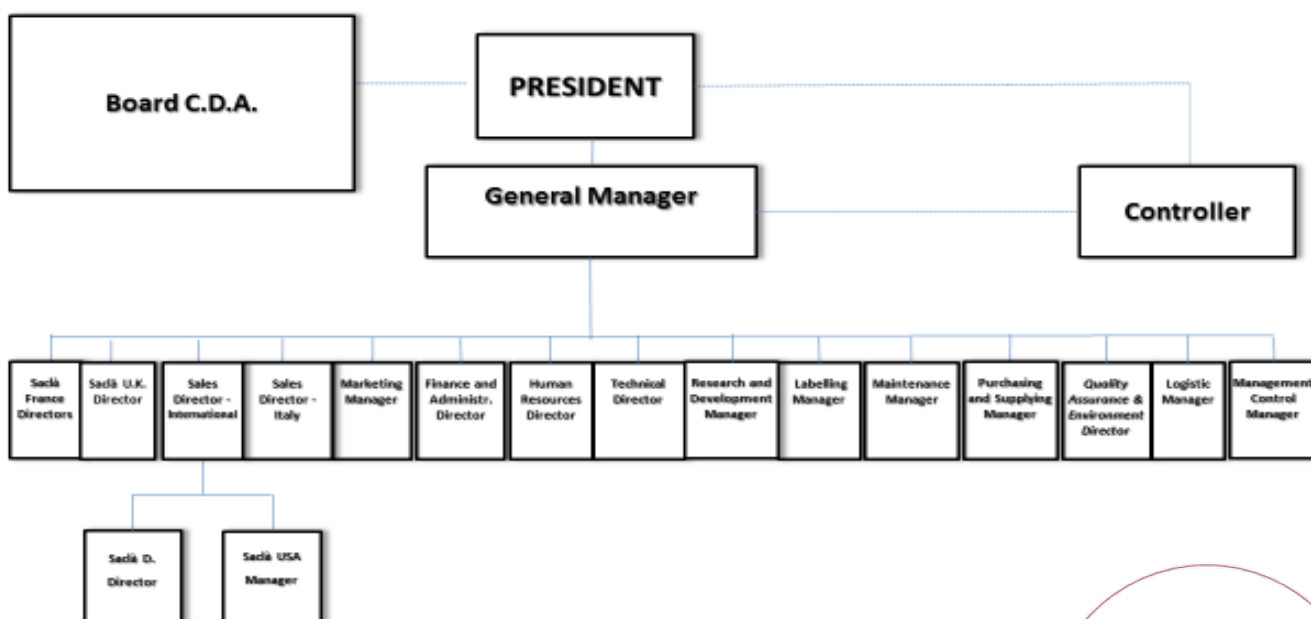 Board C.D.A.
PRESIDENT
General Manager
Controller
Saclà
France
Directors
Saclà U.K.
Director
Sales
Director -
International
Sales
Director -
Italy
Marketing
Manager
Finance and
Administr.
Director
Human
Resources
Director
Technical
Director
Research and
Development
Manager
Labelling
Manager
Maintenance
Manager
Purchasing
and Supplying
Manager
Quality
Assurance &
Environment
Director
Logistic
Manager
Management
Control
Manager
Saclà D.
Director
Saclà USA
Manager